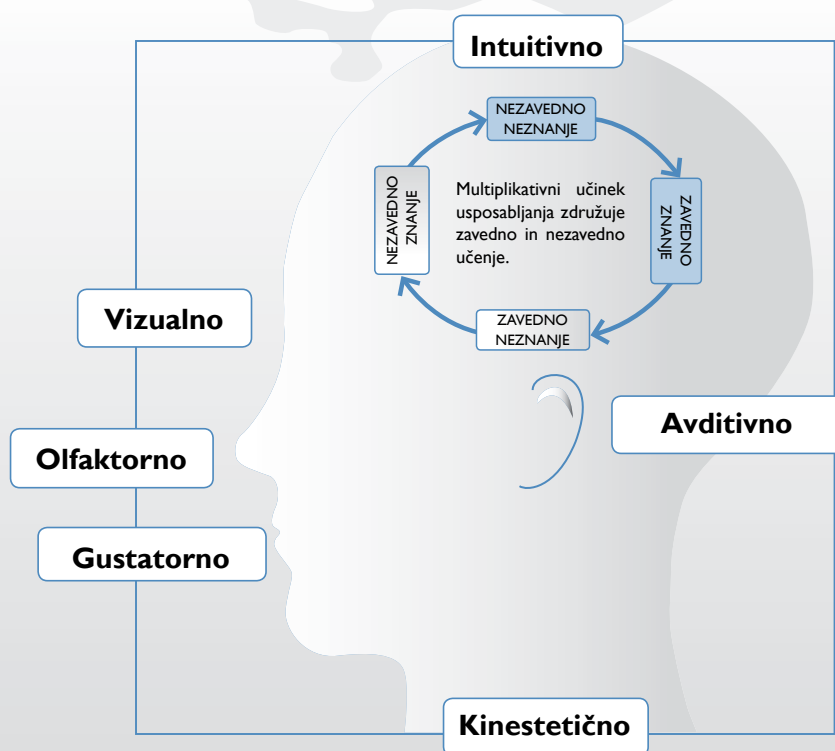 Intuitivno
NEZAVEDNO
NEZNANJE
NEZAVEDNO
ZNANJE
Multiplikativni učinek
usposabljanja združuje
zavedno in nezavedno
učenje.
ZAVEDNO
ZNANJE
ZAVEDNO
NEZNANJE
Vizualno
Avditivno
Olfaktorno
Gustatorno
Kinestetično